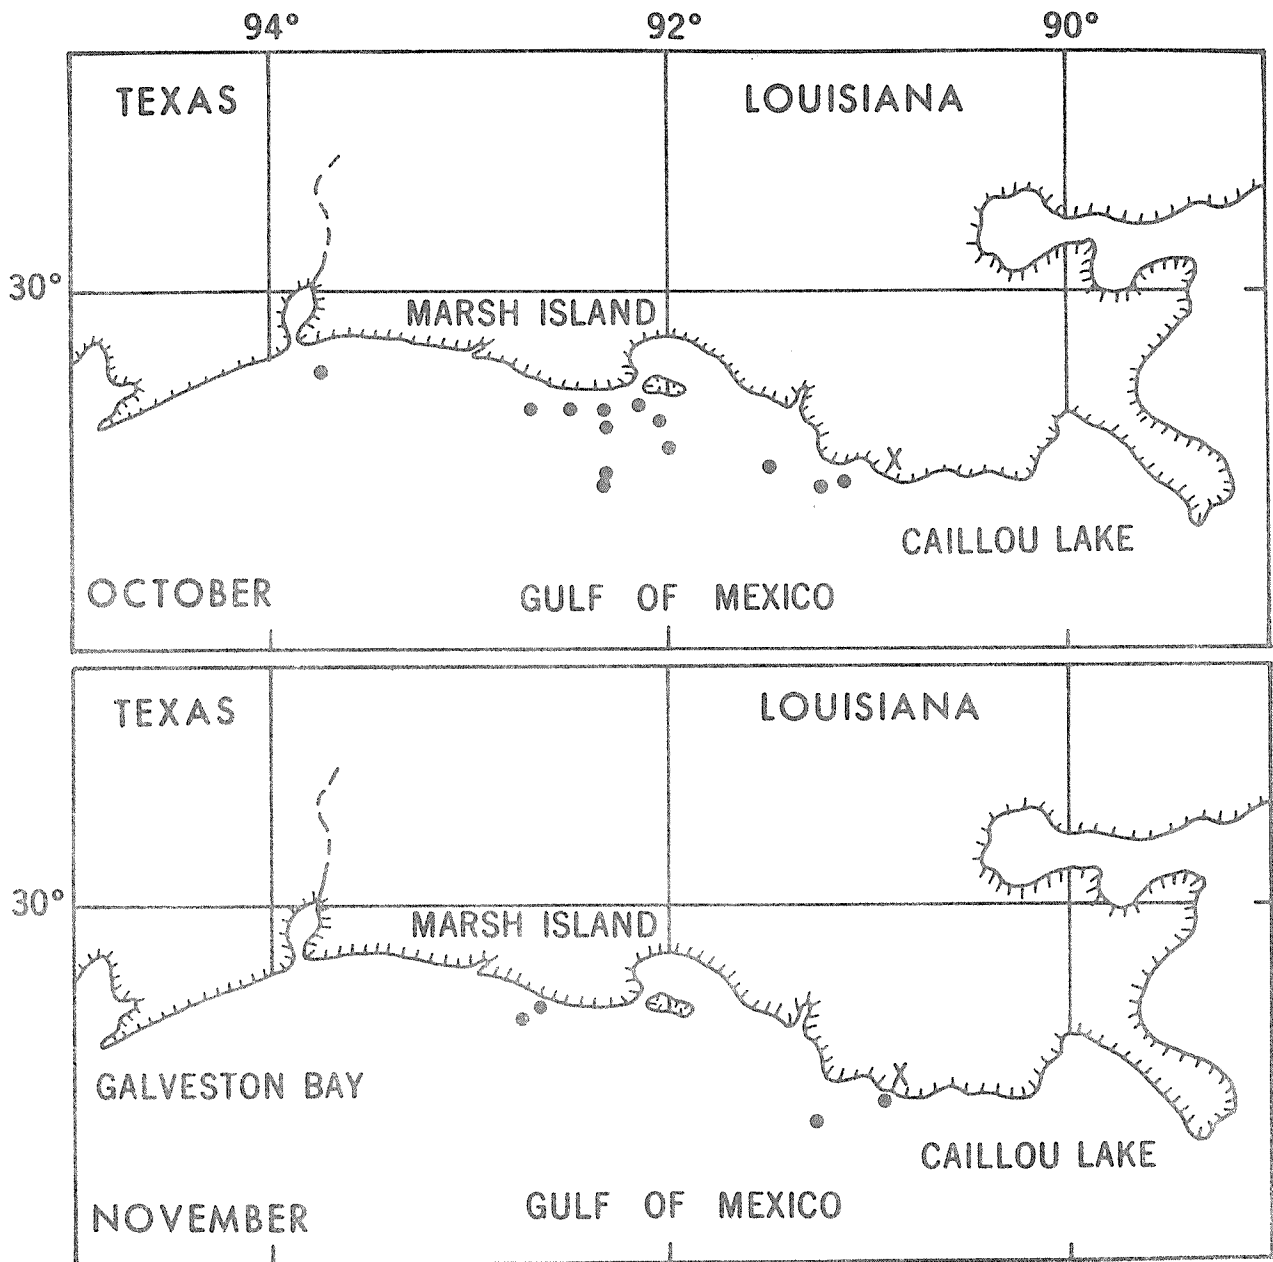 94° 92° 90°
TEXAS LOUISIANA
30°
MARSH ISLAND
X
CAILLOU LAKE
OCTOBER GULF OF MEXICO
TEXAS LOUISIANA
30°
MARSH ISLAND
X
GALVESTON BAY
CAILLOU LAKE
NOVEMBER GULF OF MEXICO